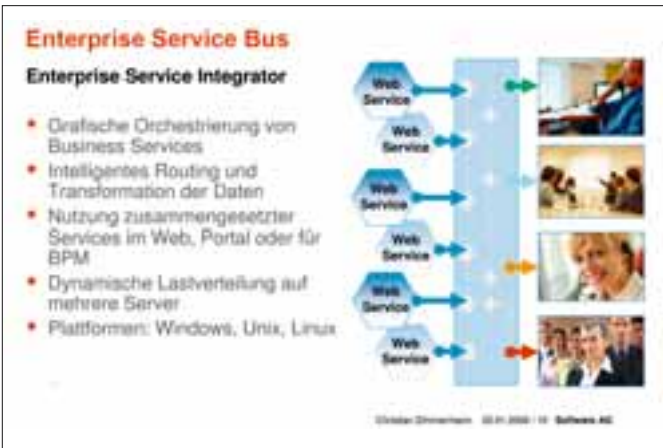 Enterprise Service Bus
Enterprise Service Integrator
• Grafische Orchestrierung von
Business Services
• Intelligentes Routing und
Transformation der Daten
• Nutzung zusammengesetzter
Services im Web, Portal oder für
BPM
• Dynamische Lastverteilung auf
mehrere Server
• Plattformen: Windows, Unix, Linux
Web
Service
Web
Service
Web
Service
Web
Service
Web
Service
Web
Service
Software AG